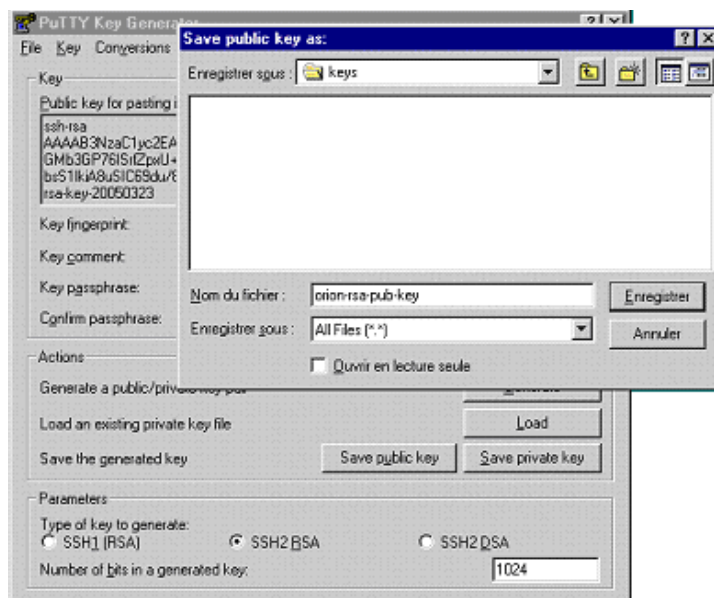 PuTTY Key Generator
File Key Conversions
Save public key as:
Enregistrer sous :
keys
Key
Public key for pasting i
ssh-rsa
AAAAB3NzaC1yc2EA
rsa-key-20050323
Key fingerprint:
Key comment:
Key passphrase:
Confirm passphrase:
Nom du fichier :
orion-rsa-pub-key
Enregistrer
Enregistrer sous :
All Files (*.*)
Annuler
Ouvrir en lecture seule
Actions
Generate a public/private key pair
Generate
Load an existing private key file
Load
Save the generated key
Save public key
Save private key
Parameters
Type of key to generate:
SSH1 (RSA)
SSH2 RSA
SSH2 DSA
Number of bits in a generated key:
1024